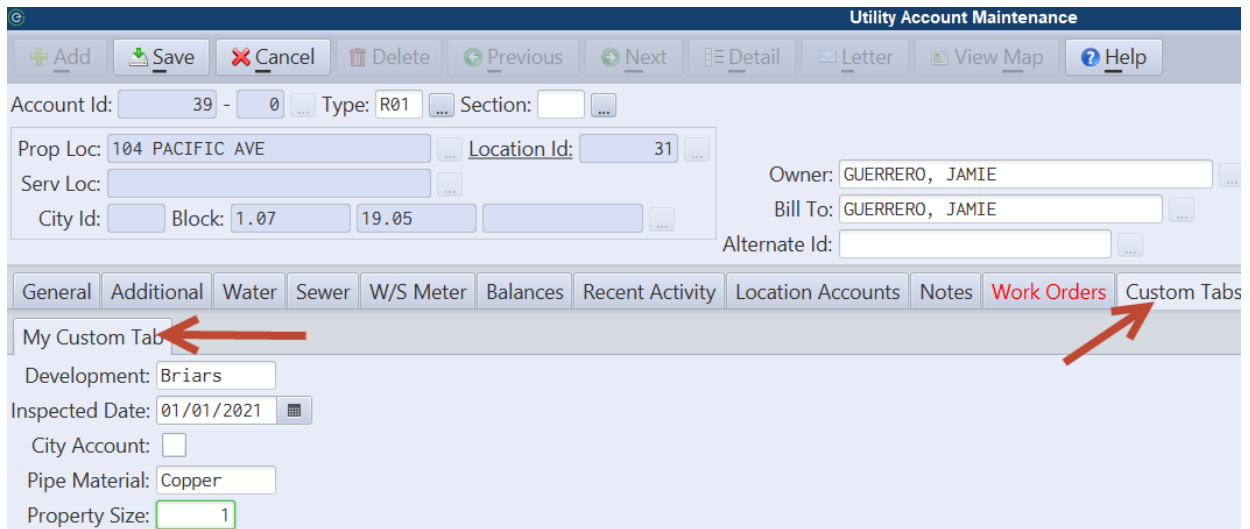 Utility Account Maintenance
Add Save Cancel Delete Previous Next Detail Letter View Map Help
Account Id: 39 - 0 ... Type: R01 ... Section: ...
Prop Loc: 104 PACIFIC AVE ... Location Id: 31 ...
Owner: GUERRERO, JAMIE ...
Serv Loc: ...
Bill To: GUERRERO, JAMIE ...
City Id: Block: 1.07 19.05 ...
Alternate Id: ...
General Additional Water Sewer W/S Meter Balances Recent Activity Location Accounts Notes Work Orders Custom Tabs
My Custom Tab
Development: Briars
Inspected Date: 01/01/2021
City Account:
Pipe Material: Copper
Property Size: 1